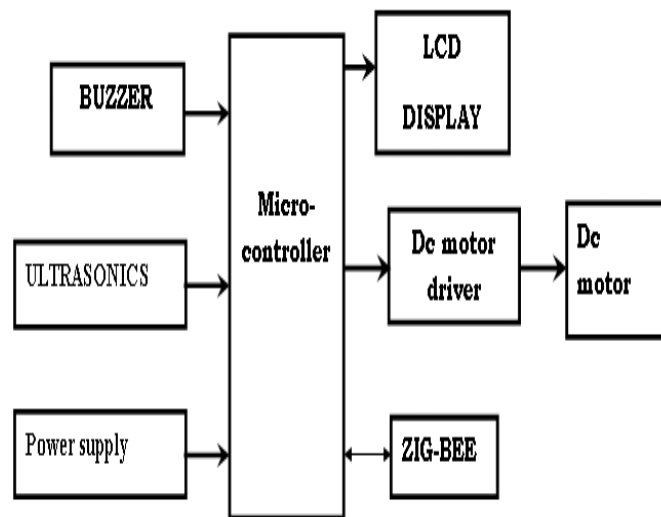 BUZZER
ULTRASONICS
Power supply
Micro-
controller
LCD
DISPLAY
Dc motor
driver
Dc
motor
ZIG-BEE